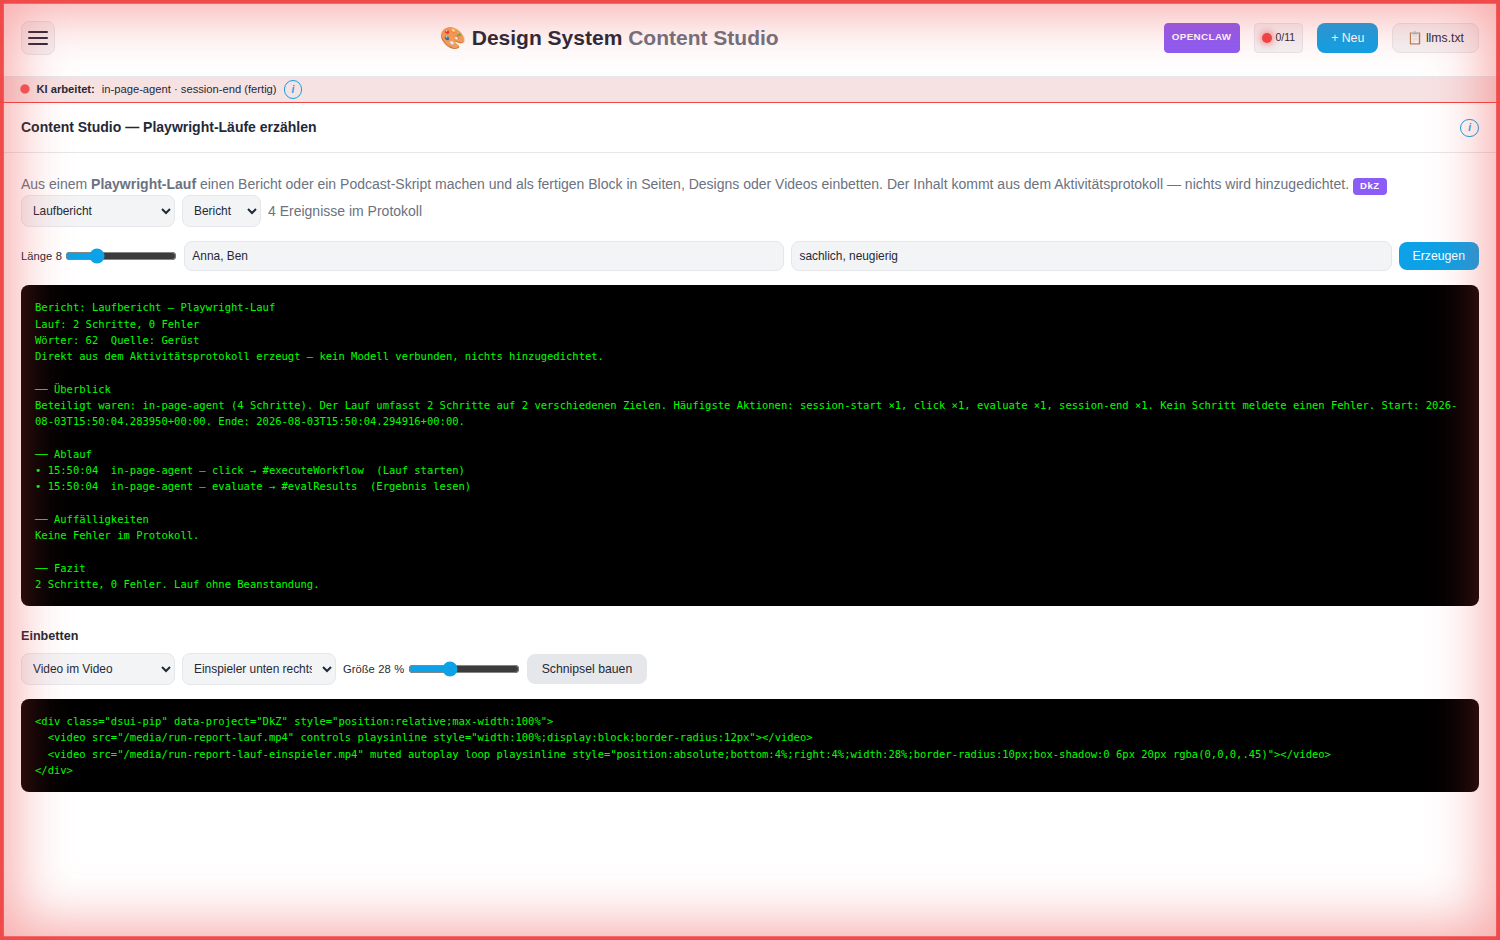 🎨 Design System Content Studio
OPENCLAW
0/11
+ Neu
📋 llms.txt
KI arbeitet: in-page-agent · session-end (fertig) i
Content Studio — Playwright-Läufe erzählen
i
Aus einem Playwright-Lauf einen Bericht oder ein Podcast-Skript machen und als fertigen Block in Seiten, Designs oder Videos einbetten. Der Inhalt kommt aus dem Aktivitätsprotokoll — nichts wird hinzugedichtet. DkZ
Laufbericht Bericht 4 Ereignisse im Protokoll
Länge 8 Anna, Ben sachlich, neugierig Erzeugen
Bericht: Laufbericht — Playwright-Lauf
Lauf: 2 Schritte, 0 Fehler
Wörter: 62  Quelle: Gerüst
Direkt aus dem Aktivitätsprotokoll erzeugt — kein Modell verbunden, nichts hinzugedichtet.
── Überblick
Beteiligt waren: in-page-agent (4 Schritte). Der Lauf umfasst 2 Schritte auf 2 verschiedenen Zielen. Häufigste Aktionen: session-start ×1, click ×1, evaluate ×1, session-end ×1. Kein Schritt meldete einen Fehler. Start: 2026-
08-03T15:50:04.283950+00:00. Ende: 2026-08-03T15:50:04.294916+00:00.
── Ablauf
• 15:50:04  in-page-agent — click → #executeWorkflow  (Lauf starten)
• 15:50:04  in-page-agent — evaluate → #evalResults  (Ergebnis lesen)
── Auffälligkeiten
Keine Fehler im Protokoll.
── Fazit
2 Schritte, 0 Fehler. Lauf ohne Beanstandung.
Einbetten
Video im Video Einspieler unten rechts Größe 28 % Schnipsel bauen
<div class="dsui-pip" data-project="DkZ" style="position:relative;max-width:100%">
  <video src="/media/run-report-lauf.mp4" controls playsinline style="width:100%;display:block;border-radius:12px"></video>
  <video src="/media/run-report-lauf-einspieler.mp4" muted autoplay loop playsinline style="position:absolute;bottom:4%;right:4%;width:28%;border-radius:10px;box-shadow:0 6px 20px rgba(0,0,0,.45)"></video>
</div>